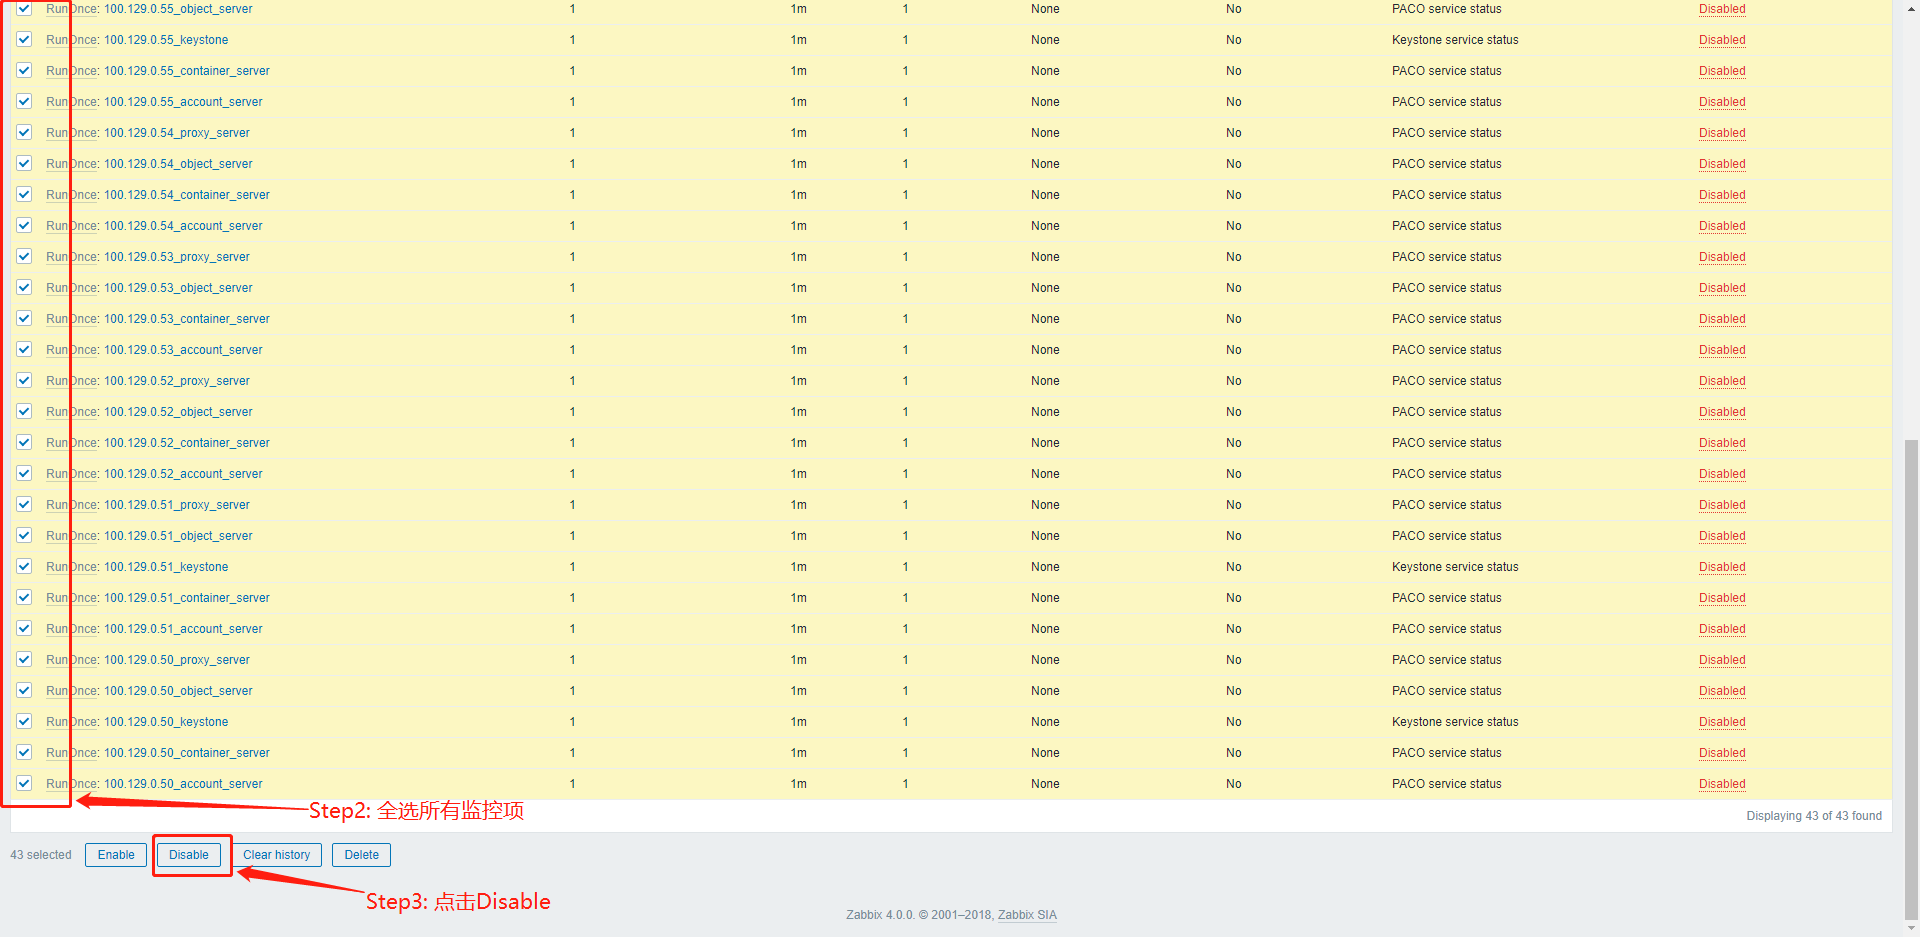 RunOnce: 100.129.0.55_object_server 1 1m 1 None No PACO service status Disabled
RunOnce: 100.129.0.55_keystone 1 1m 1 None No Keystone service status Disabled
RunOnce: 100.129.0.55_container_server 1 1m 1 None No PACO service status Disabled
RunOnce: 100.129.0.55_account_server 1 1m 1 None No PACO service status Disabled
RunOnce: 100.129.0.54_proxy_server 1 1m 1 None No PACO service status Disabled
RunOnce: 100.129.0.54_object_server 1 1m 1 None No PACO service status Disabled
RunOnce: 100.129.0.54_container_server 1 1m 1 None No PACO service status Disabled
RunOnce: 100.129.0.54_account_server 1 1m 1 None No PACO service status Disabled
RunOnce: 100.129.0.53_proxy_server 1 1m 1 None No PACO service status Disabled
RunOnce: 100.129.0.53_object_server 1 1m 1 None No PACO service status Disabled
RunOnce: 100.129.0.53_container_server 1 1m 1 None No PACO service status Disabled
RunOnce: 100.129.0.53_account_server 1 1m 1 None No PACO service status Disabled
RunOnce: 100.129.0.52_proxy_server 1 1m 1 None No PACO service status Disabled
RunOnce: 100.129.0.52_object_server 1 1m 1 None No PACO service status Disabled
RunOnce: 100.129.0.52_container_server 1 1m 1 None No PACO service status Disabled
RunOnce: 100.129.0.52_account_server 1 1m 1 None No PACO service status Disabled
RunOnce: 100.129.0.51_proxy_server 1 1m 1 None No PACO service status Disabled
RunOnce: 100.129.0.51_object_server 1 1m 1 None No PACO service status Disabled
RunOnce: 100.129.0.51_keystone 1 1m 1 None No Keystone service status Disabled
RunOnce: 100.129.0.51_container_server 1 1m 1 None No PACO service status Disabled
RunOnce: 100.129.0.51_account_server 1 1m 1 None No PACO service status Disabled
RunOnce: 100.129.0.50_proxy_server 1 1m 1 None No PACO service status Disabled
RunOnce: 100.129.0.50_object_server 1 1m 1 None No PACO service status Disabled
RunOnce: 100.129.0.50_keystone 1 1m 1 None No Keystone service status Disabled
RunOnce: 100.129.0.50_container_server 1 1m 1 None No PACO service status Disabled
RunOnce: 100.129.0.50_account_server 1 1m 1 None No PACO service status Disabled
Step2: 全选所有监控项
Displaying 43 of 43 found
43 selected Enable Disable Clear history Delete
Step3: 点击Disable
Zabbix 4.0.0. © 2001–2018, Zabbix SIA